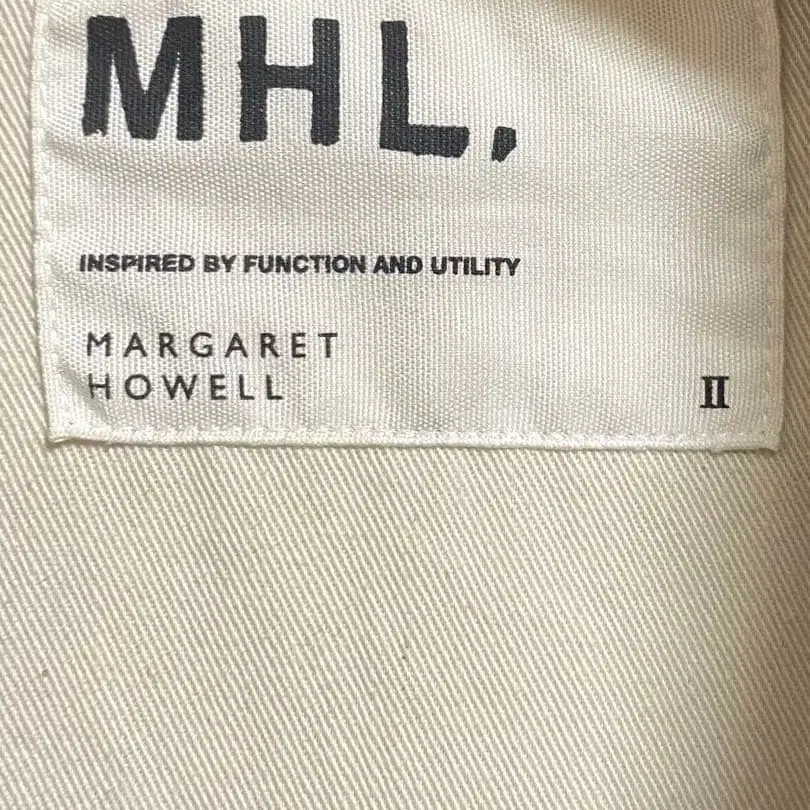 MHL,
INSPIRED BY FUNCTION AND UTILITY
MARGARET
HOWELL
II